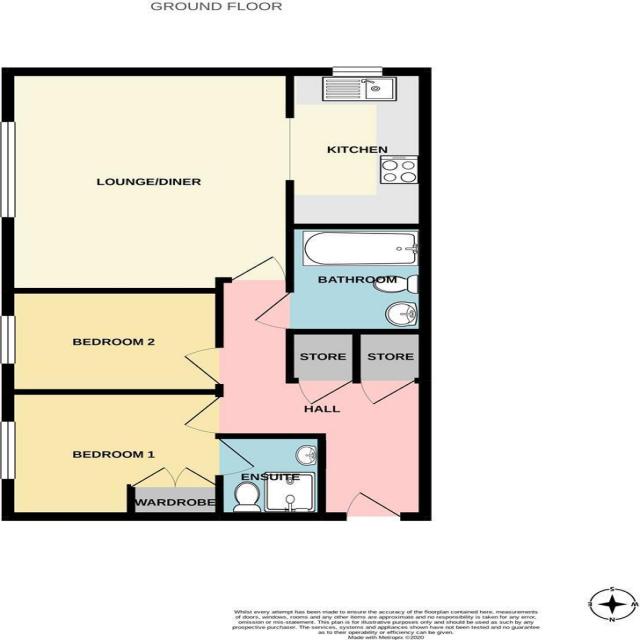 GROUND FLOOR
KITCHEN
LOUNGE/DINER
BATHROOM
BEDROOM 2
STORE
STORE
HALL
BEDROOM 1
ENSUITE
WARDROBE
Whilst every attempt has been made to ensure the accuracy of the floorplan contained here, measurements
of doors, windows, rooms and any other items are approximate and no responsibility is taken for any error,
omission or mis-statement. This plan is for illustrative purposes only and should be used as such by any
prospective purchaser. The services, systems and appliances shown have not been tested and no guarantee
as to their operability or efficiency can be given.
Made with Metropix ©2020
S
E W
N